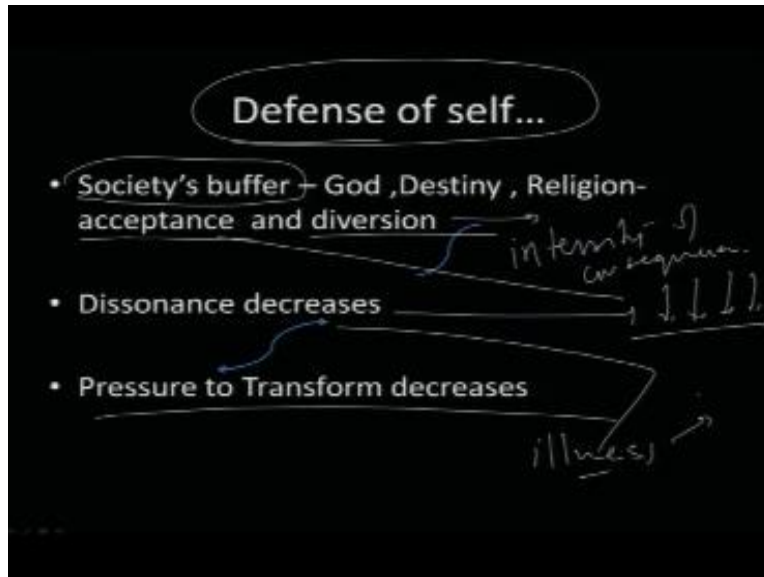 Defense of self...
• Society's buffer – God ,Destiny , Religion-
acceptance and diversion
intensity of
consequences
• Dissonance decreases
• Pressure to Transform decreases
illness